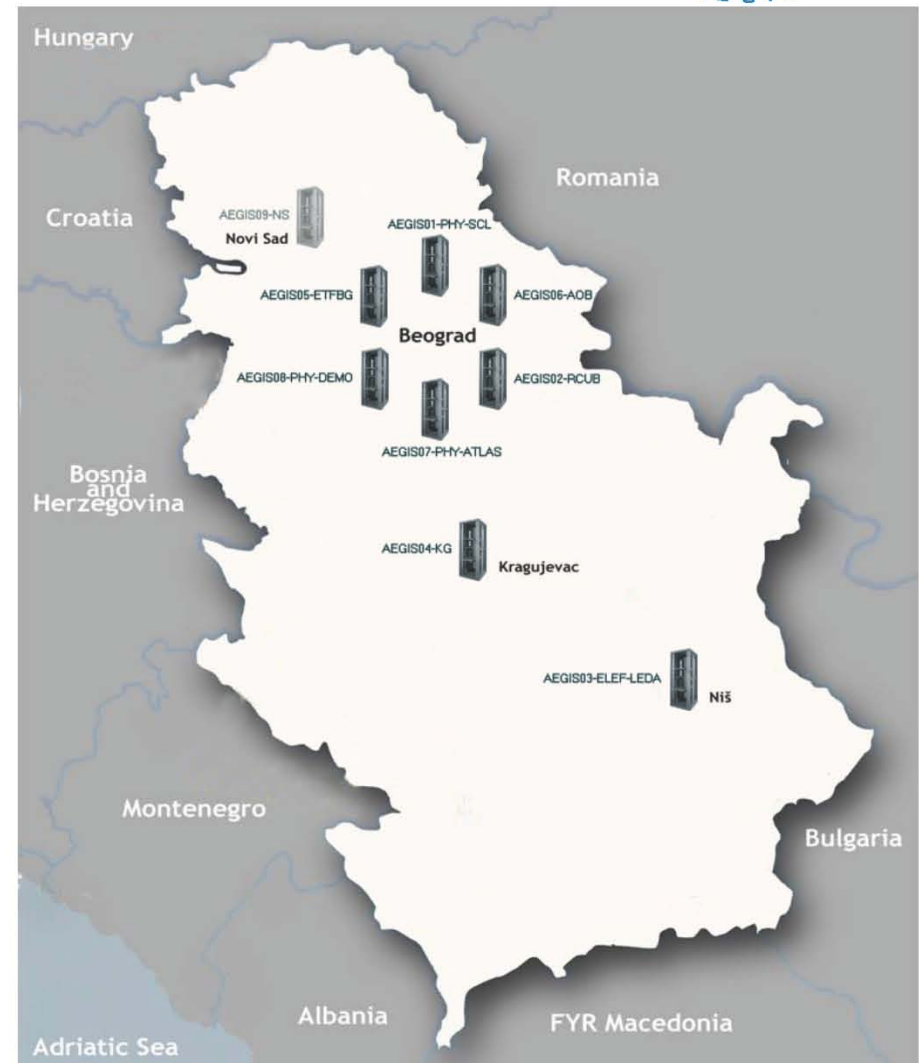 Hungary
Romania
Croatia
AEGIS09-NS
Novi Sad
AEGIS01-PHY-SCL
AEGIS05-ETFBG
AEGIS06-AOB
Beograd
AEGIS08-PHY-DEMO
AEGIS02-RCUB
AEGIS07-PHY-ATLAS
Bosnia
and
Herzegovina
AEGIS04-KG
Kragujevac
AEGIS03-ELEF-LEDA
Niš
Montenegro
Bulgaria
Albania
FYR Macedonia
Adriatic Sea